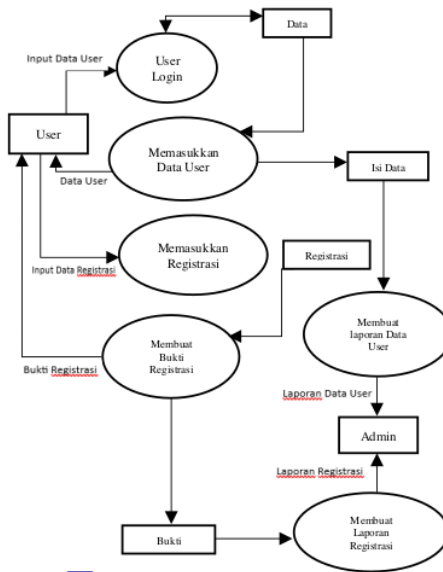 Data
Input Data User
User
Login
User
Memasukkan
Data User
Isi Data
Data User
Memasukkan
Registrasi
Registrasi
Input Data Registrasi
Membuat
laporan Data
User
Membuat
Bukti
Registrasi
Bukti Registrasi
Laporan Data User
Admin
Laporan Registrasi
Bukti
Membuat
Laporan
Registrasi